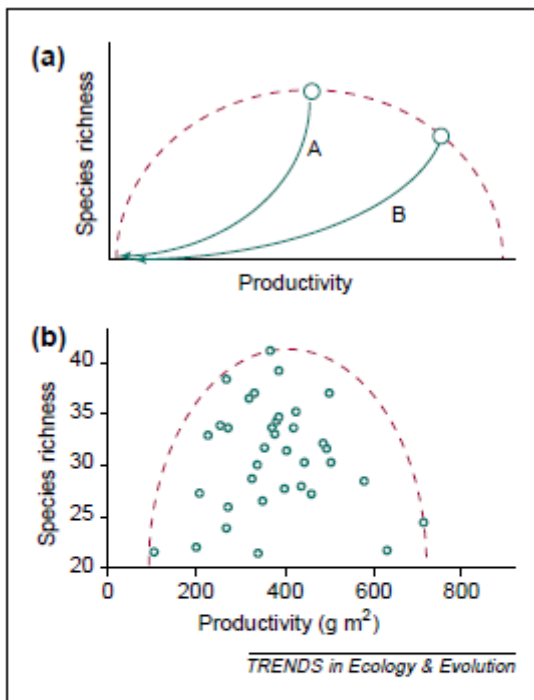 (a)
Species richness
A
B
Productivity
(b)
Species richness
40
35
30
25
20
0 200 400 600 800
Productivity (g m²)
TRENDS in Ecology & Evolution